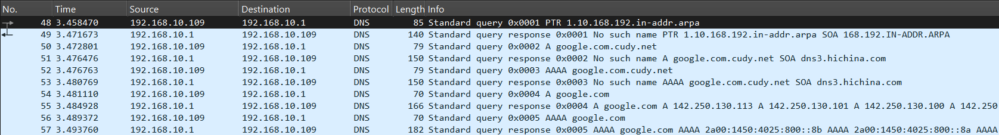 No. Time Source Destination Protocol Length Info
48 3.458470 192.168.10.109 192.168.10.1 DNS 85 Standard query 0x0001 PTR 1.10.168.192.in-addr.arpa
49 3.471673 192.168.10.1 192.168.10.109 DNS 140 Standard query response 0x0001 No such name PTR 1.10.168.192.in-addr.arpa SOA 168.192.IN-ADDR.ARPA
50 3.472801 192.168.10.109 192.168.10.1 DNS 79 Standard query 0x0002 A google.com.cudy.net
51 3.476476 192.168.10.1 192.168.10.109 DNS 150 Standard query response 0x0002 No such name A google.com.cudy.net SOA dns3.hichina.com
52 3.476763 192.168.10.109 192.168.10.1 DNS 79 Standard query 0x0003 AAAA google.com.cudy.net
53 3.480769 192.168.10.1 192.168.10.109 DNS 150 Standard query response 0x0003 No such name AAAA google.com.cudy.net SOA dns3.hichina.com
54 3.481110 192.168.10.109 192.168.10.1 DNS 70 Standard query 0x0004 A google.com
55 3.484928 192.168.10.1 192.168.10.109 DNS 166 Standard query response 0x0004 A google.com A 142.250.130.113 A 142.250.130.101 A 142.250.130.100 A 142.250
56 3.489372 192.168.10.109 192.168.10.1 DNS 70 Standard query 0x0005 AAAA google.com
57 3.493760 192.168.10.1 192.168.10.109 DNS 182 Standard query response 0x0005 AAAA google.com AAAA 2a00:1450:4025:800::8b AAAA 2a00:1450:4025:800::8a AAAA